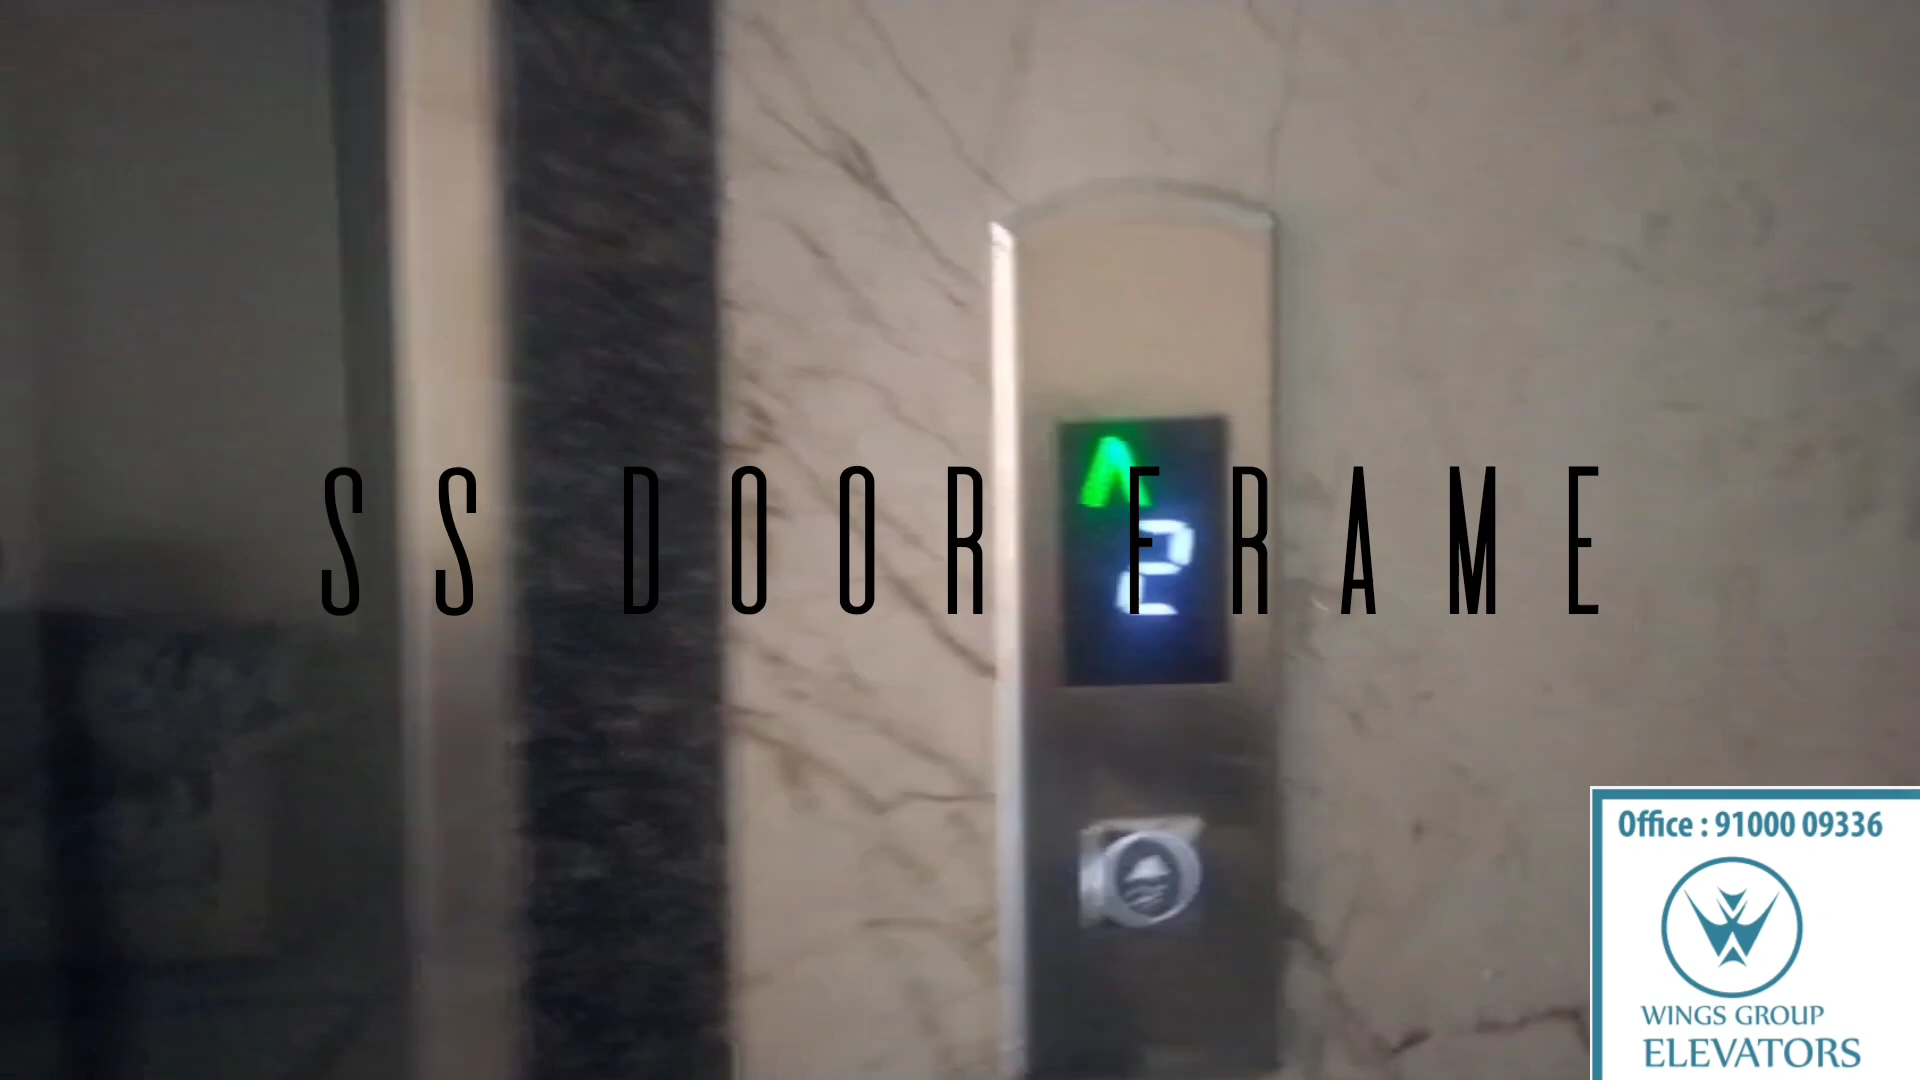 SS DOOR FRAME
2
Office : 91000 09336
WINGS GROUP
ELEVATORS